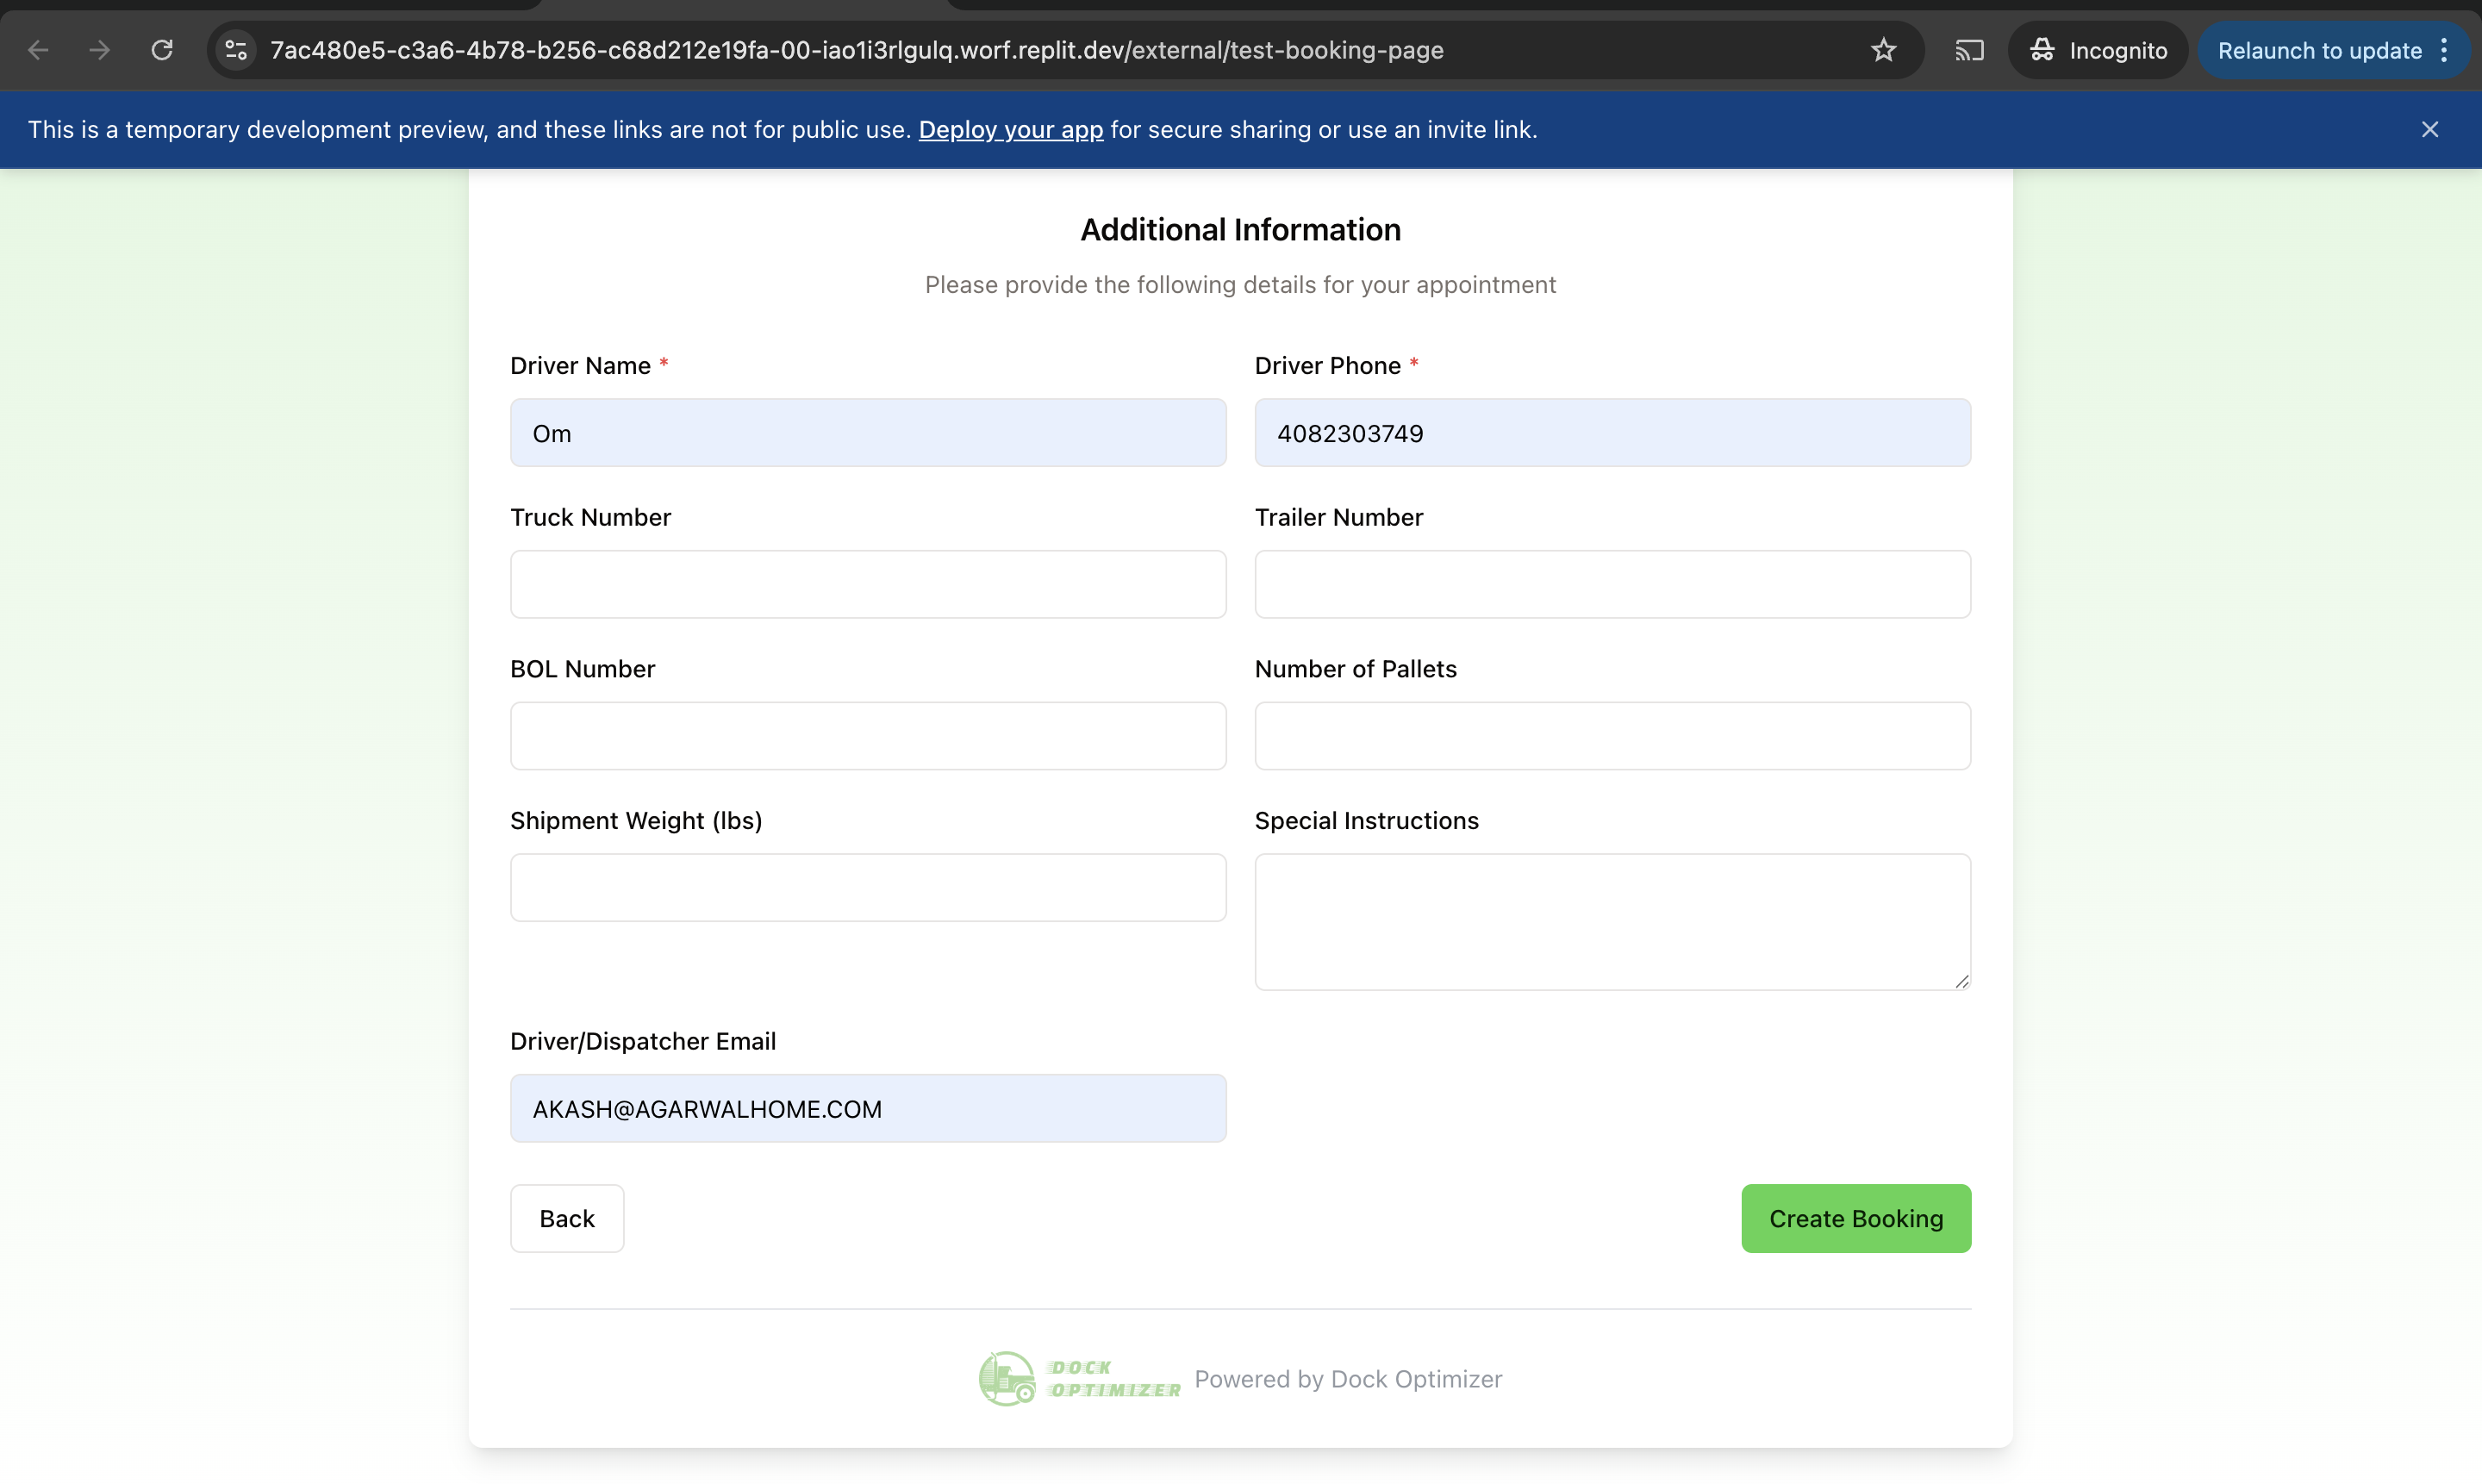 7ac480e5-c3a6-4b78-b256-c68d212e19fa-00-iao1i3rlgulq.worf.replit.dev/external/test-booking-page
Incognito
Relaunch to update
This is a temporary development preview, and these links are not for public use. Deploy your app for secure sharing or use an invite link.
Additional Information
Please provide the following details for your appointment
Driver Name *
Driver Phone *
Om
4082303749
Truck Number
Trailer Number
BOL Number
Number of Pallets
Shipment Weight (lbs)
Special Instructions
Driver/Dispatcher Email
AKASH@AGARWALHOME.COM
Back
Create Booking
DOCK
OPTIMIZER
Powered by Dock Optimizer